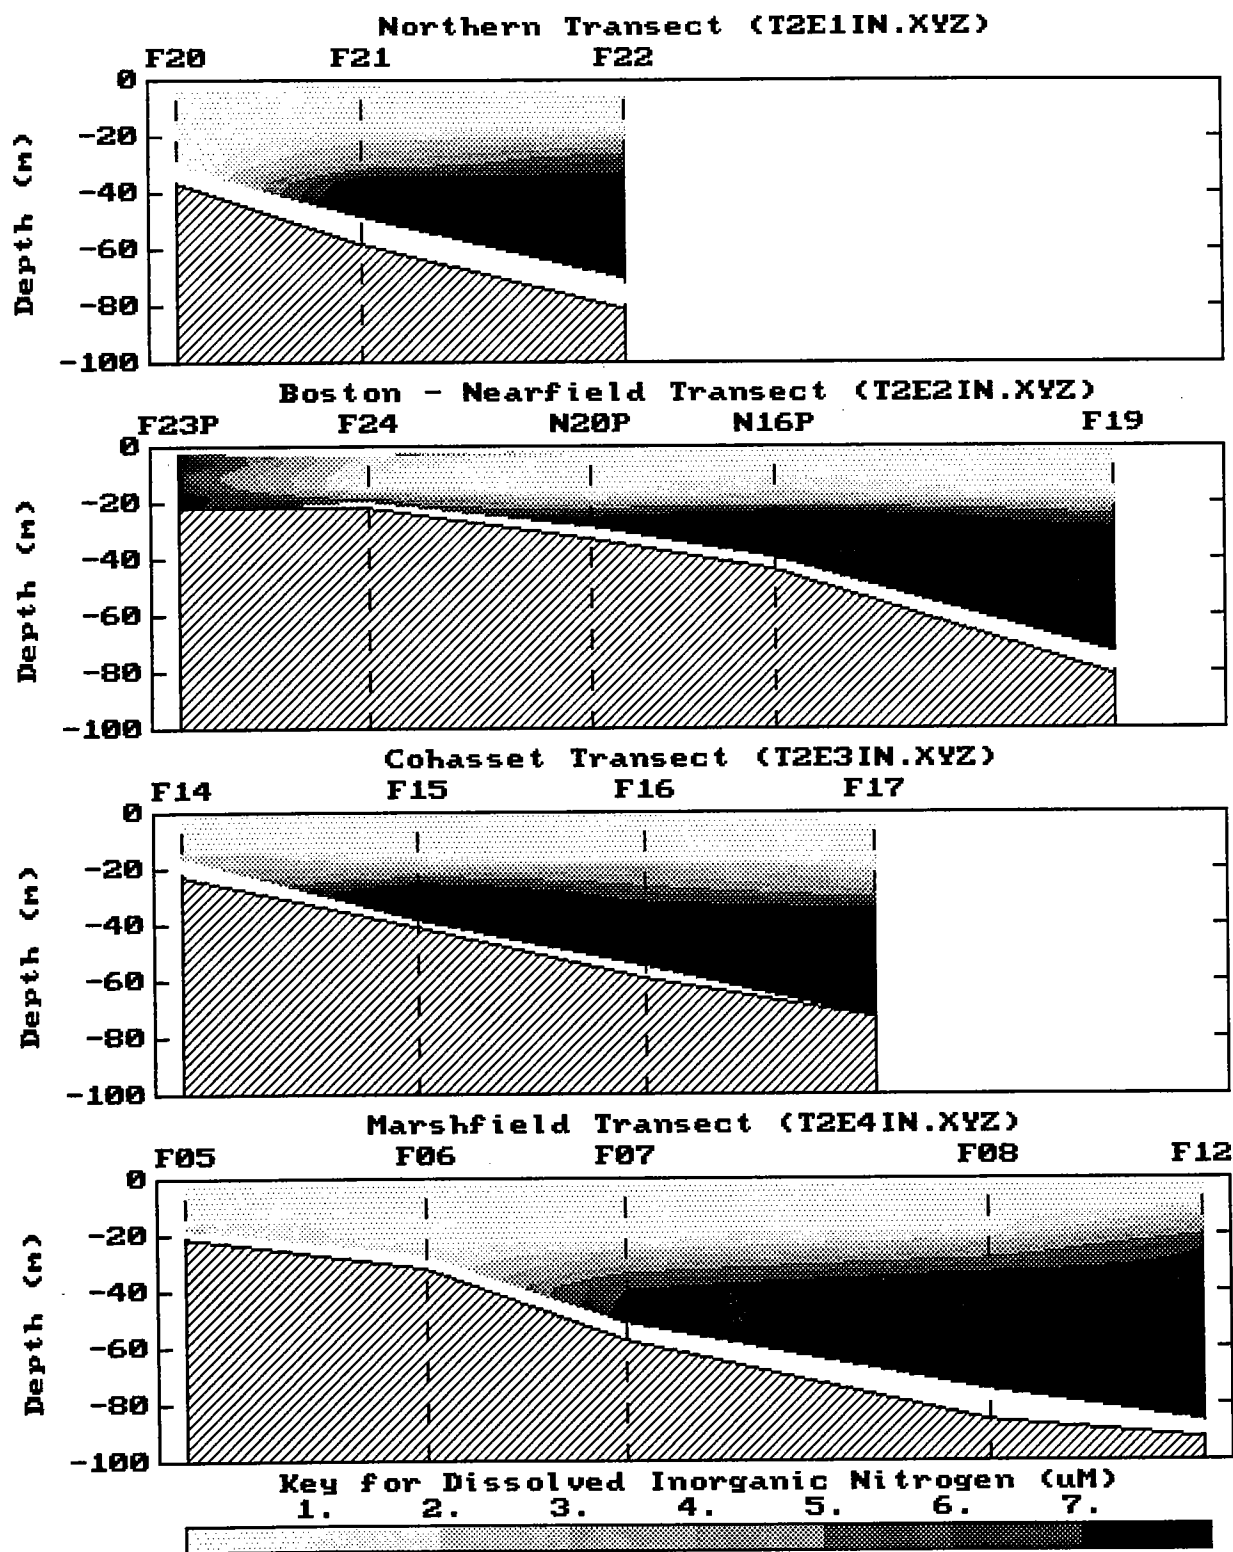 Northern Transect (T2E1IN.XYZ)
F20 F21 F22
0
-20
-40
-60
-80
-100
Depth (m)
Boston - Nearfield Transect (T2E2IN.XYZ)
F23P F24 N20P N16P F19
0
-20
-40
-60
-80
-100
Depth (m)
Cohasset Transect (T2E3IN.XYZ)
F14 F15 F16 F17
0
-20
-40
-60
-80
-100
Depth (m)
Marshfield Transect (T2E4IN.XYZ)
F05 F06 F07 F08 F12
0
-20
-40
-60
-80
-100
Depth (m)
Key for Dissolved Inorganic Nitrogen (uM)
1. 2. 3. 4. 5. 6. 7.